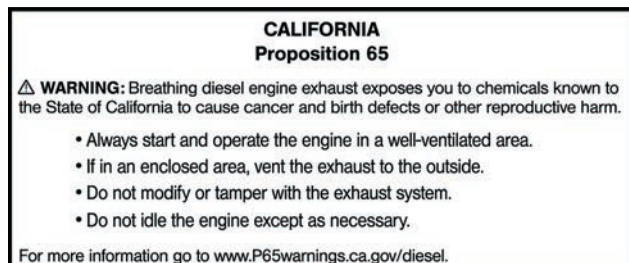 CALIFORNIA
Proposition 65
⚠ WARNING: Breathing diesel engine exhaust exposes you to chemicals known to
the State of California to cause cancer and birth defects or other reproductive harm.
• Always start and operate the engine in a well-ventilated area.
• If in an enclosed area, vent the exhaust to the outside.
• Do not modify or tamper with the exhaust system.
• Do not idle the engine except as necessary.
For more information go to www.P65warnings.ca.gov/diesel.